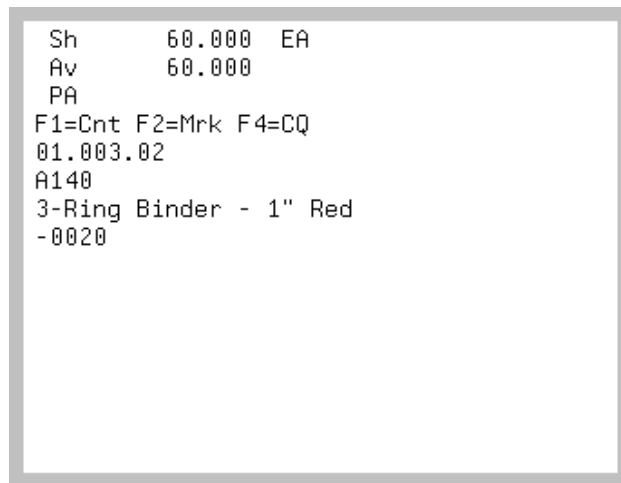 Sh 60.000 EA
Av 60.000
PA
F1=Cnt F2=Mrk F4=CQ
01.003.02
A140
3-Ring Binder - 1" Red
-0020